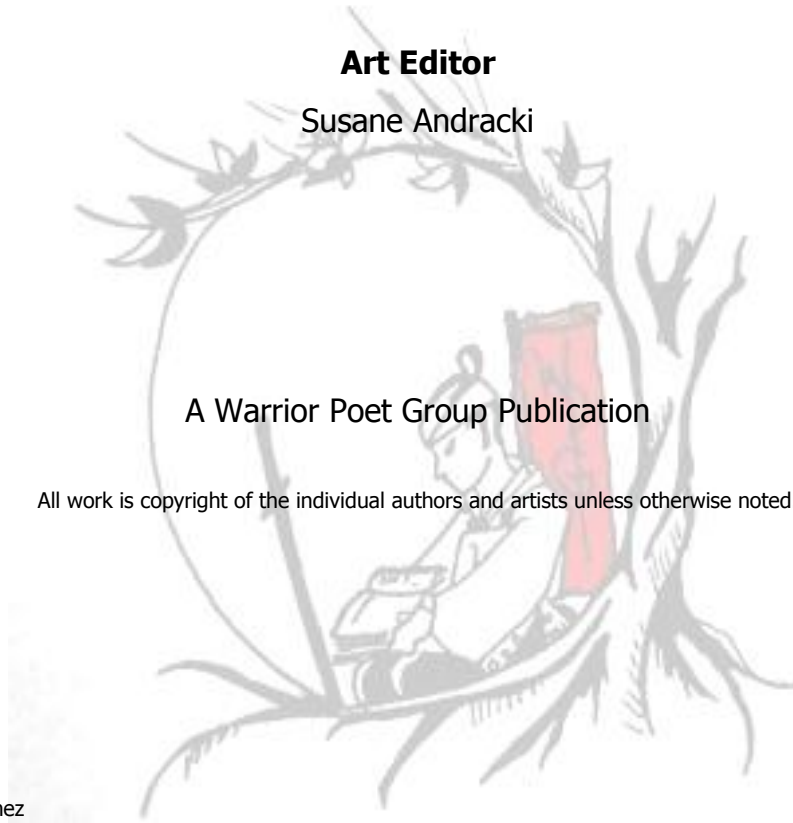 Art Editor
Susane Andracki
A Warrior Poet Group Publication
All work is copyright of the individual authors and artists unless otherwise noted